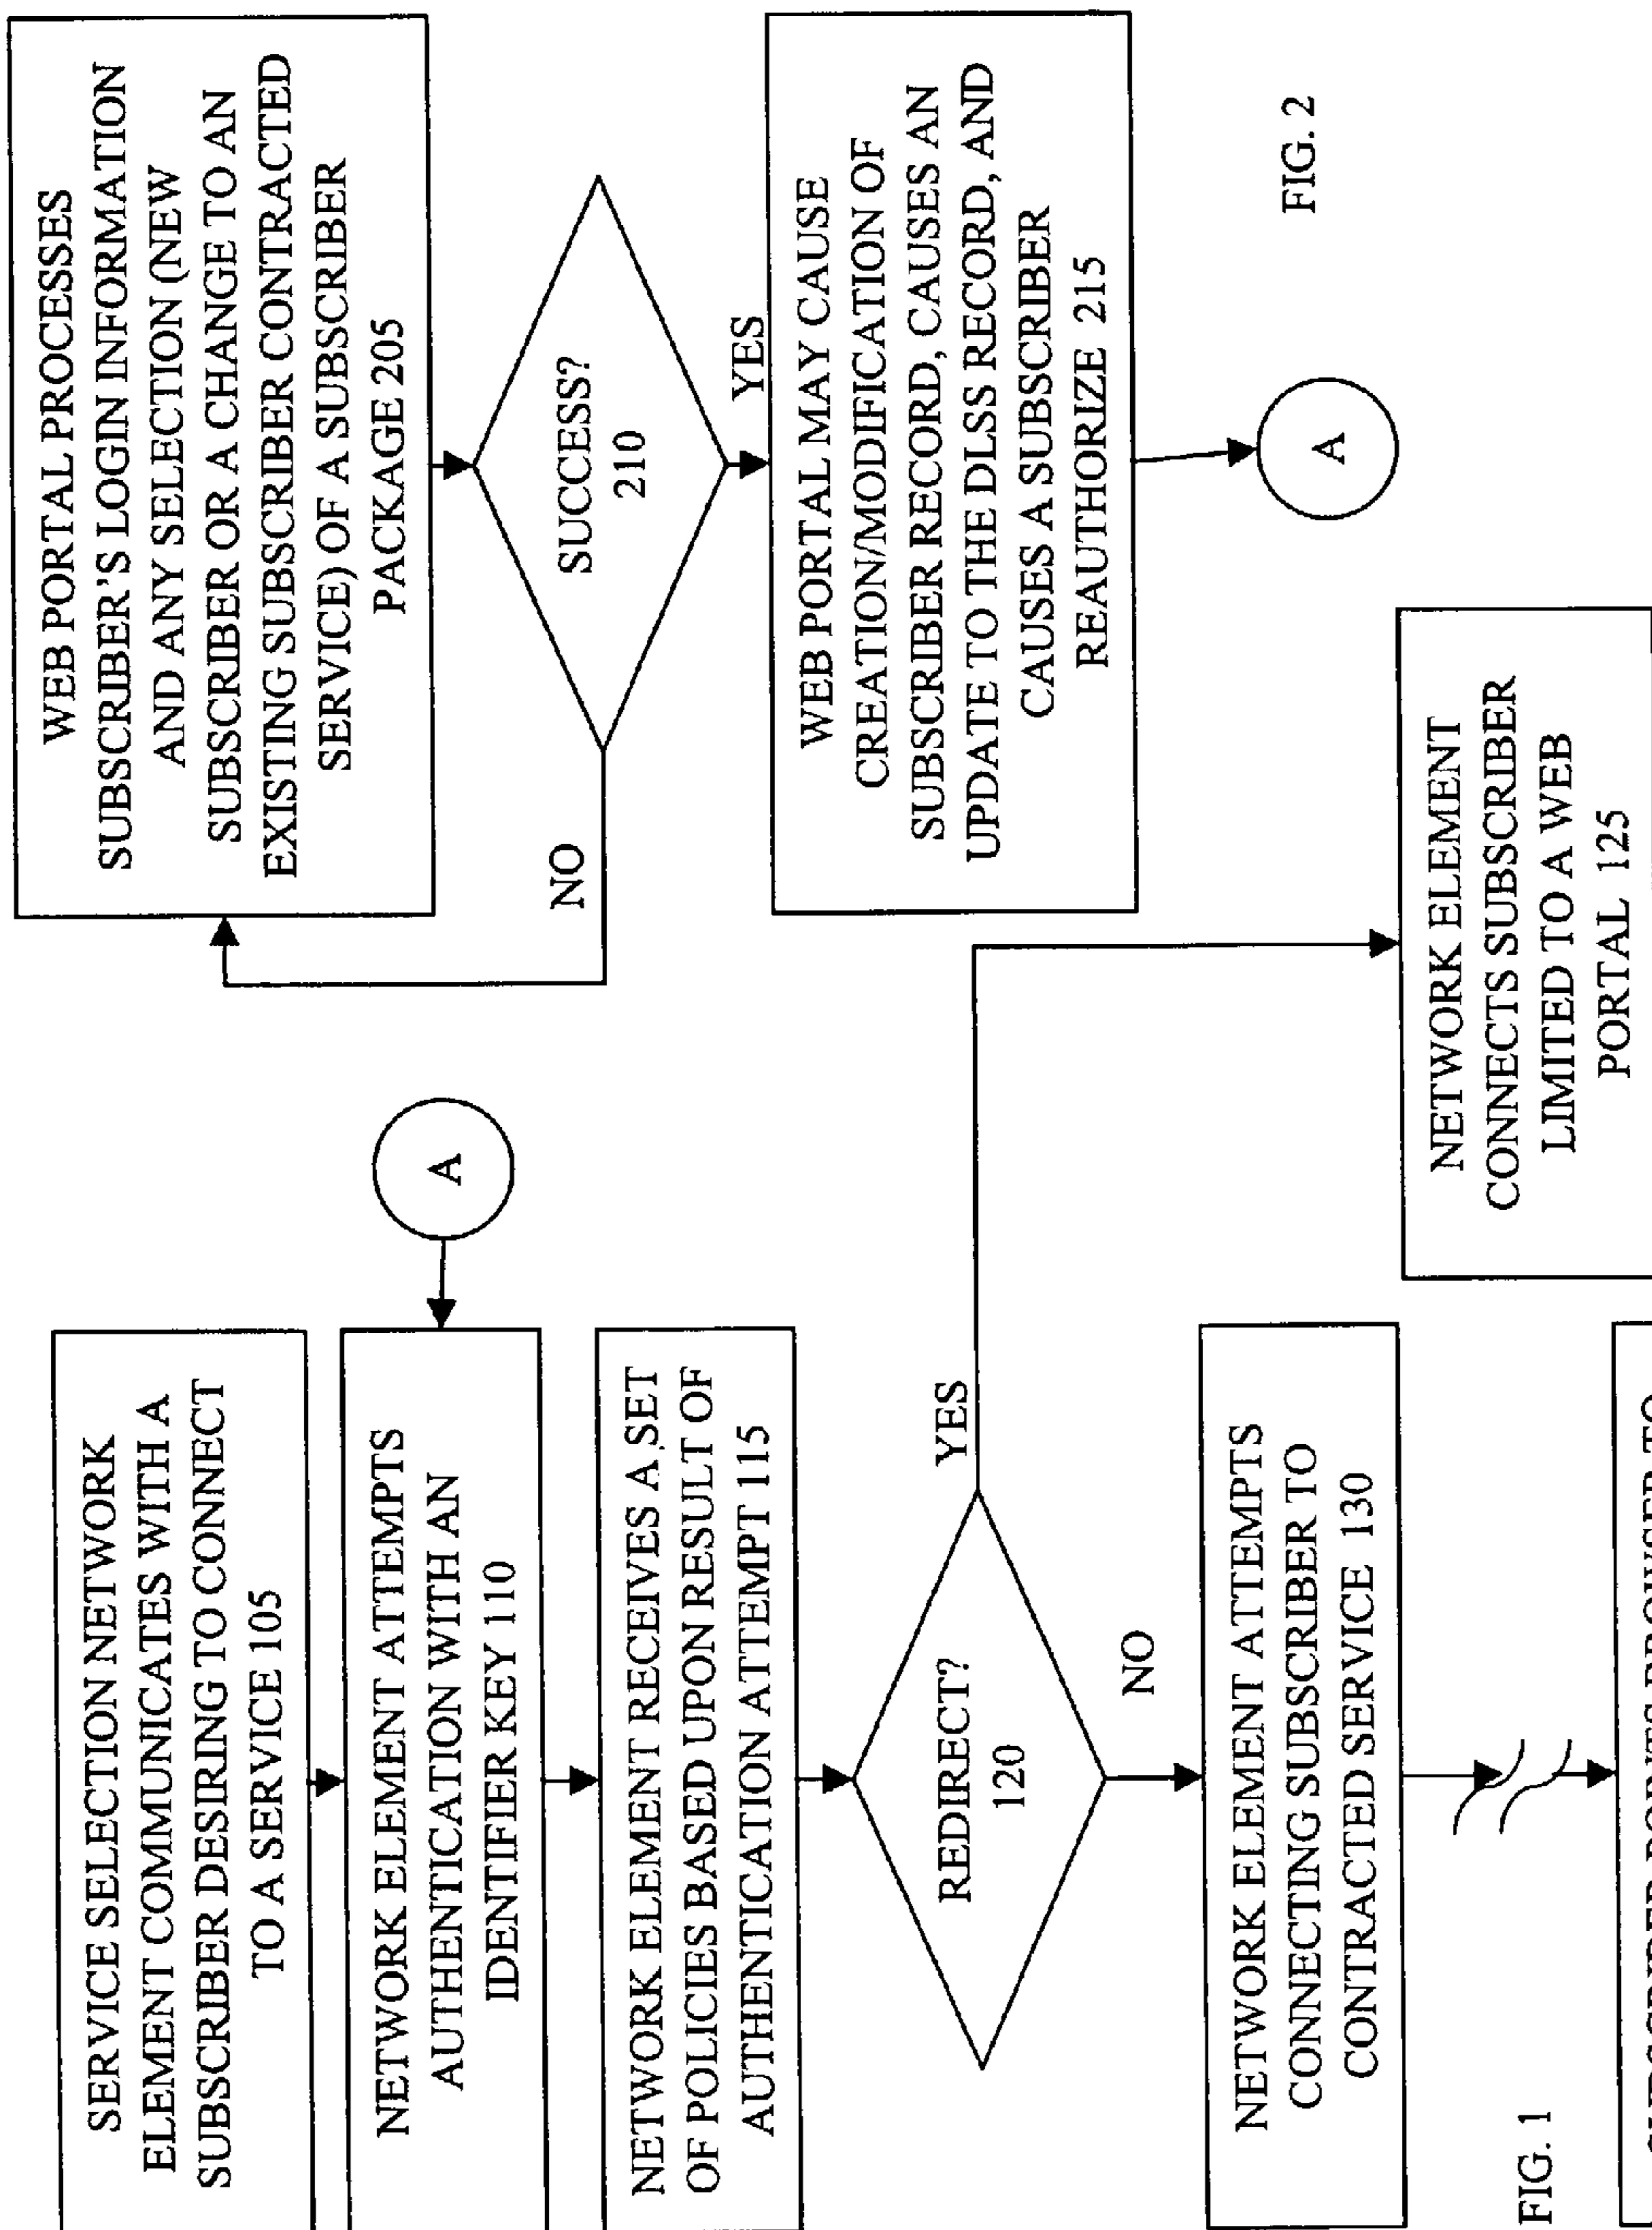 SERVICE SELECTION NETWORK
ELEMENT COMMUNICATES WITH A
SUBSCRIBER DESIRING TO CONNECT
TO A SERVICE 105
NETWORK ELEMENT ATTEMPTS
AUTHENTICATION WITH AN
IDENTIFIER KEY 110
A
NETWORK ELEMENT RECEIVES A SET
OF POLICIES BASED UPON RESULT OF
AUTHENTICATION ATTEMPT 115
REDIRECT?
120
YES
NO
NETWORK ELEMENT ATTEMPTS
CONNECTING SUBSCRIBER TO
CONTRACTED SERVICE 130
NETWORK ELEMENT
CONNECTS SUBSCRIBER
LIMITED TO A WEB
PORTAL 125
FIG. 1
SUBSCRIBER POINTS BROWSER TO
WEB PORTAL PROCESSES
SUBSCRIBER'S LOGIN INFORMATION
AND ANY SELECTION (NEW
SUBSCRIBER OR A CHANGE TO AN
EXISTING SUBSCRIBER CONTRACTED
SERVICE) OF A SUBSCRIBER
PACKAGE 205
SUCCESS?
210
NO
YES
WEB PORTAL MAY CAUSE
CREATION/MODIFICATION OF
SUBSCRIBER RECORD, CAUSES AN
UPDATE TO THE DLSS RECORD, AND
CAUSES A SUBSCRIBER
REAUTHORIZE 215
A
FIG. 2